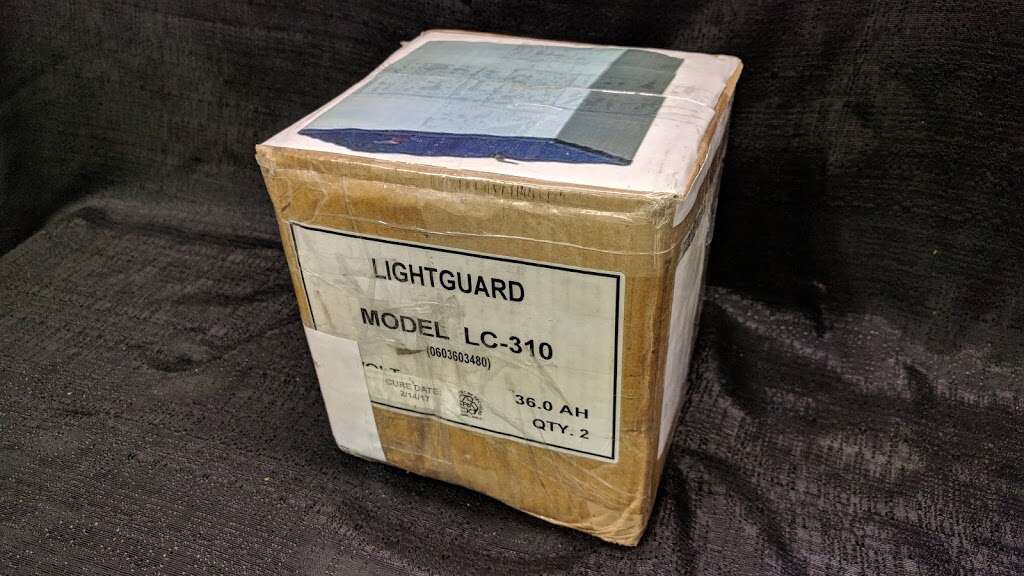 LIGHTGUARD
MODEL LC-310
(0603603480)
CURE DATE:
2/14/17
36.0 AH
QTY. 2